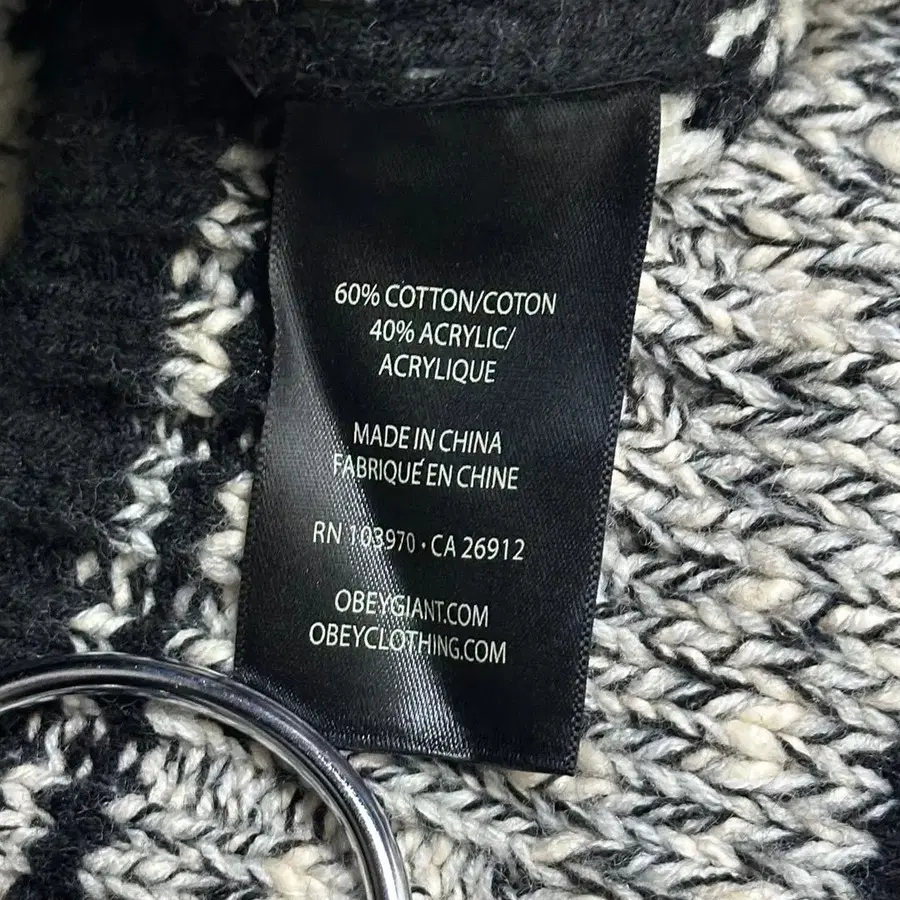 60% COTTON/COTON
40% ACRYLIC/
ACRYLIQUE
MADE IN CHINA
FABRIQUÉ EN CHINE
RN 103970 • CA 26912
OBEYGIANT.COM
OBEYCLOTHING.COM